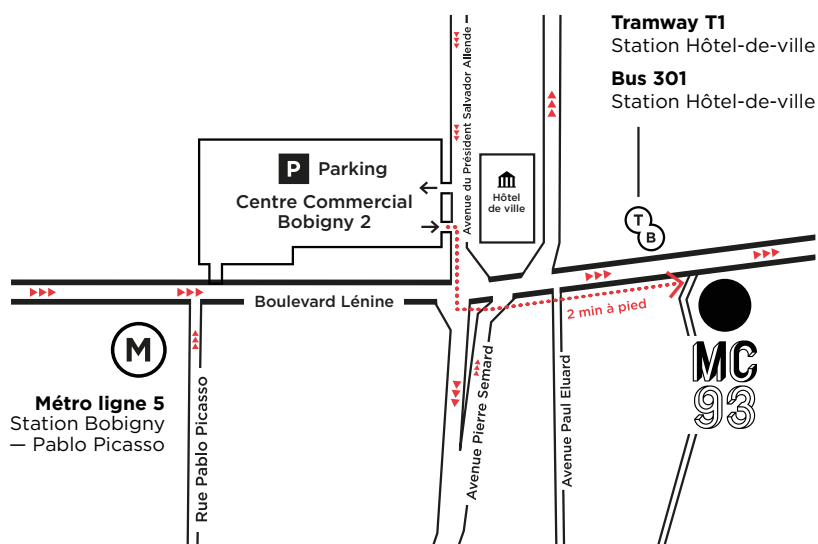 Tramway T1
Station Hôtel-de-ville
Bus 301
Station Hôtel-de-ville
Avenue du Président Salvador Allende
P Parking
Centre Commercial
Bobigny 2
Hôtel
de ville
T
B
Boulevard Lénine
2 min à pied
M
Métro ligne 5
Station Bobigny
— Pablo Picasso
Rue Pablo Picasso
Avenue Pierre Semard
Avenue Paul Eluard
MC
93